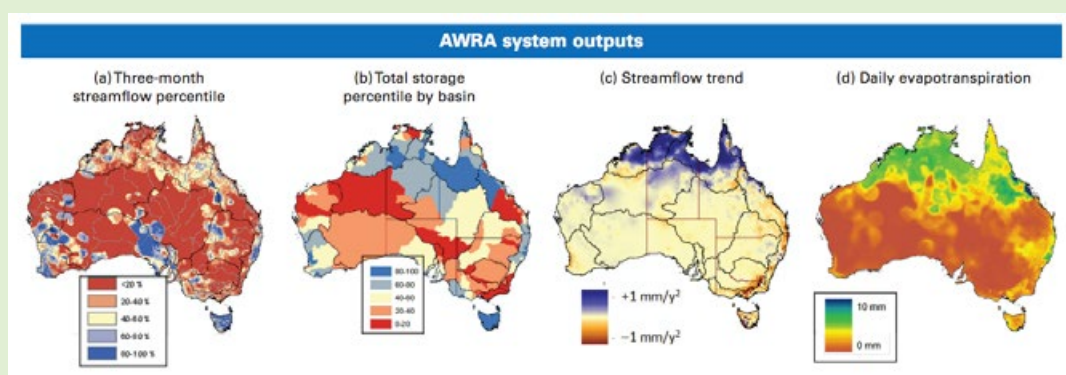 AWRA system outputs
(a) Three-month
streamflow percentile
(b) Total storage
percentile by basin
(c) Streamflow trend
(d) Daily evapotranspiration
<20 %
20-40 %
40-60 %
60-80 %
80-100 %
80-100
60-80
40-60
20-40
0-20
+1 mm/y²
−1 mm/y²
10 mm
0 mm